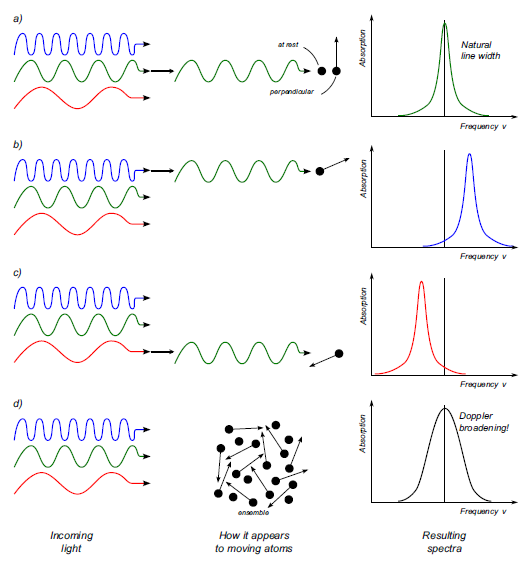 a)
at rest
perpendicular
Absorption
Natural
line width
Frequency ν
b)
Absorption
Frequency ν
c)
Absorption
Frequency ν
d)
ensemble
Absorption
Doppler
broadening!
Frequency ν
Incoming
light
How it appears
to moving atoms
Resulting
spectra